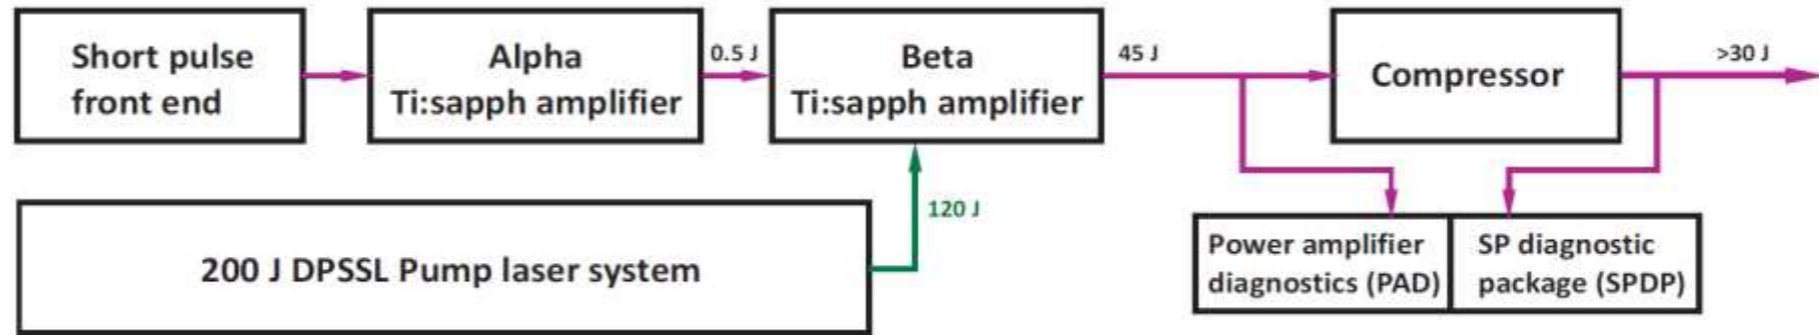 Short pulse
front end
Alpha
Ti:sapph amplifier
0.5 J
Beta
Ti:sapph amplifier
45 J
Compressor
>30 J
200 J DPSSL Pump laser system
120 J
Power amplifier
diagnostics (PAD)
SP diagnostic
package (SPDP)